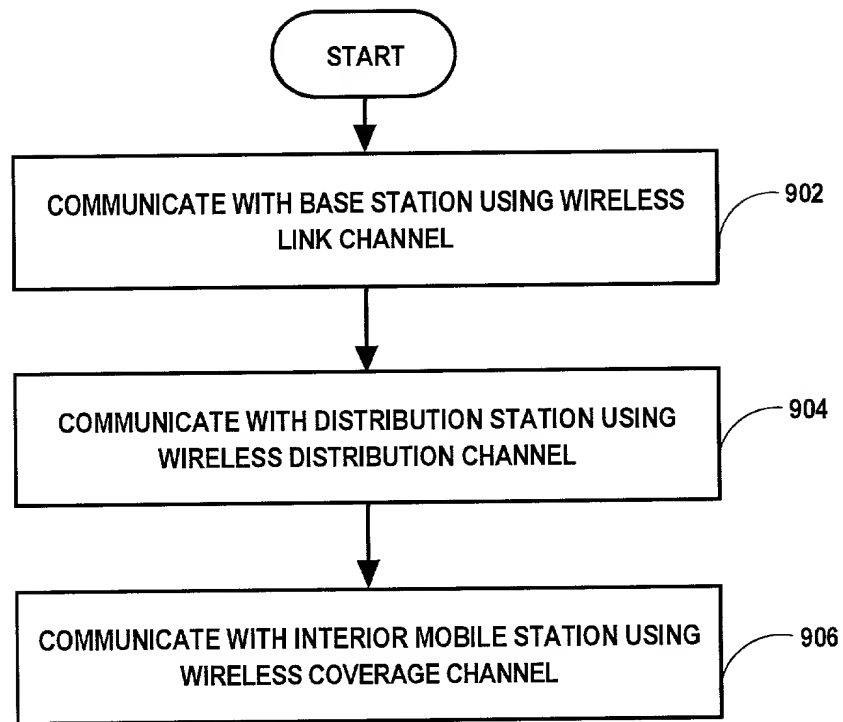 START
COMMUNICATE WITH BASE STATION USING WIRELESS
LINK CHANNEL
902
COMMUNICATE WITH DISTRIBUTION STATION USING
WIRELESS DISTRIBUTION CHANNEL
904
COMMUNICATE WITH INTERIOR MOBILE STATION USING
WIRELESS COVERAGE CHANNEL
906